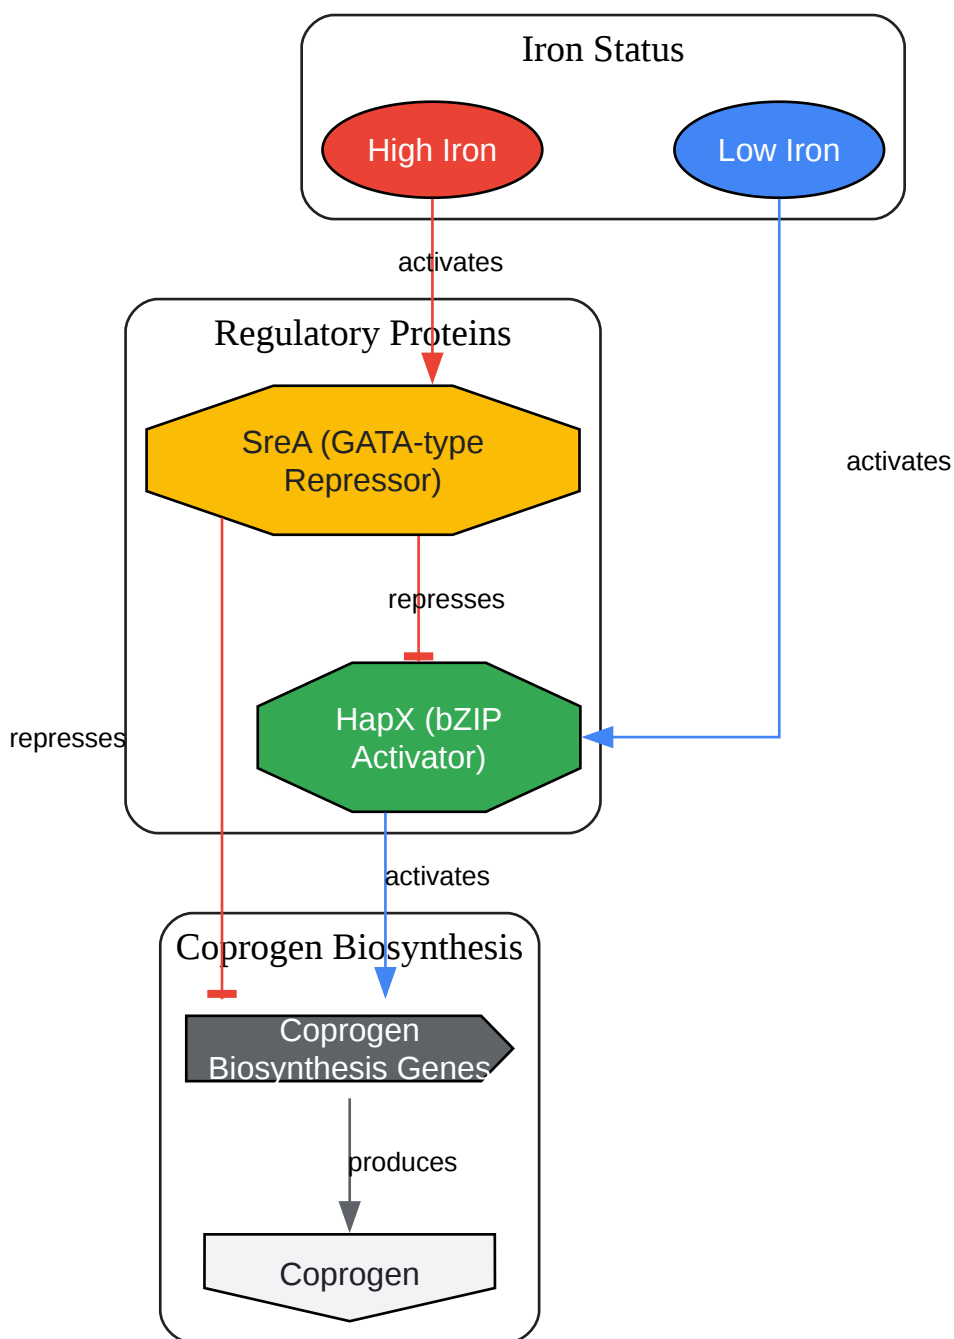 Iron Status
High Iron
Low Iron
activates
Regulatory Proteins
SreA (GATA-type
Repressor)
activates
represses
HapX (bZIP
Activator)
represses
activates
Coprogen Biosynthesis
Coprogen
Biosynthesis Genes
produces
Coprogen